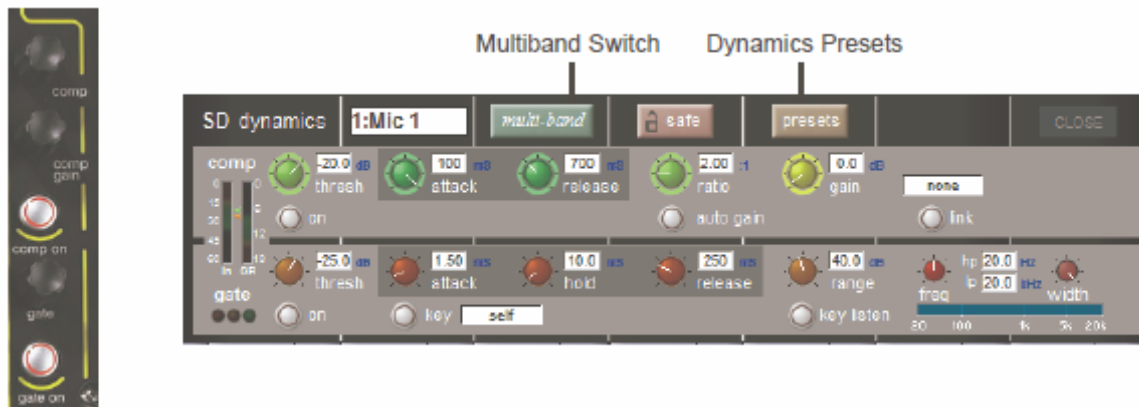 Multiband Switch Dynamics Presets
comp
comp gain
comp on
gate
gate on
SD dynamics 1:Mic 1 multi-band safe presets CLOSE
comp -20.0 dB 100 mS 700 mS 2.00 :1 0.0 dB
thresh attack release ratio gain none
on auto gain link
in GR
-25.0 dB 1.50 ms 10.0 ms 250 ms 40.0 dB hp 20.0 Hz
lp 20.0 kHz
gate thresh attack hold release range freq width
on key self key listen
20 100 1k 5k 20k